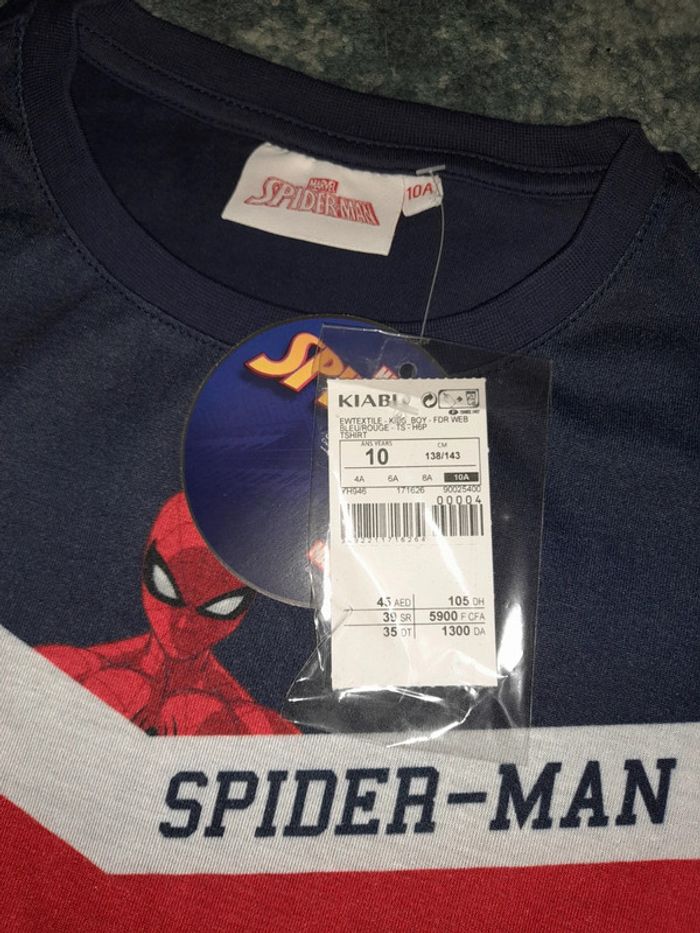 MARVEL
SPIDER-MAN
10A
KIABI
EWTEXTILE - KIDS BOY - FDR WEB
BLEU/ROUGE - TS - H6P
TSHIRT
ANS YEARS
CM
10
138/143
4A 6A 8A 10A
YH946 171626 90025400
00004
45 AED 105 DH
39 SR 5900 F CFA
35 DT 1300 DA
SPIDER-MAN